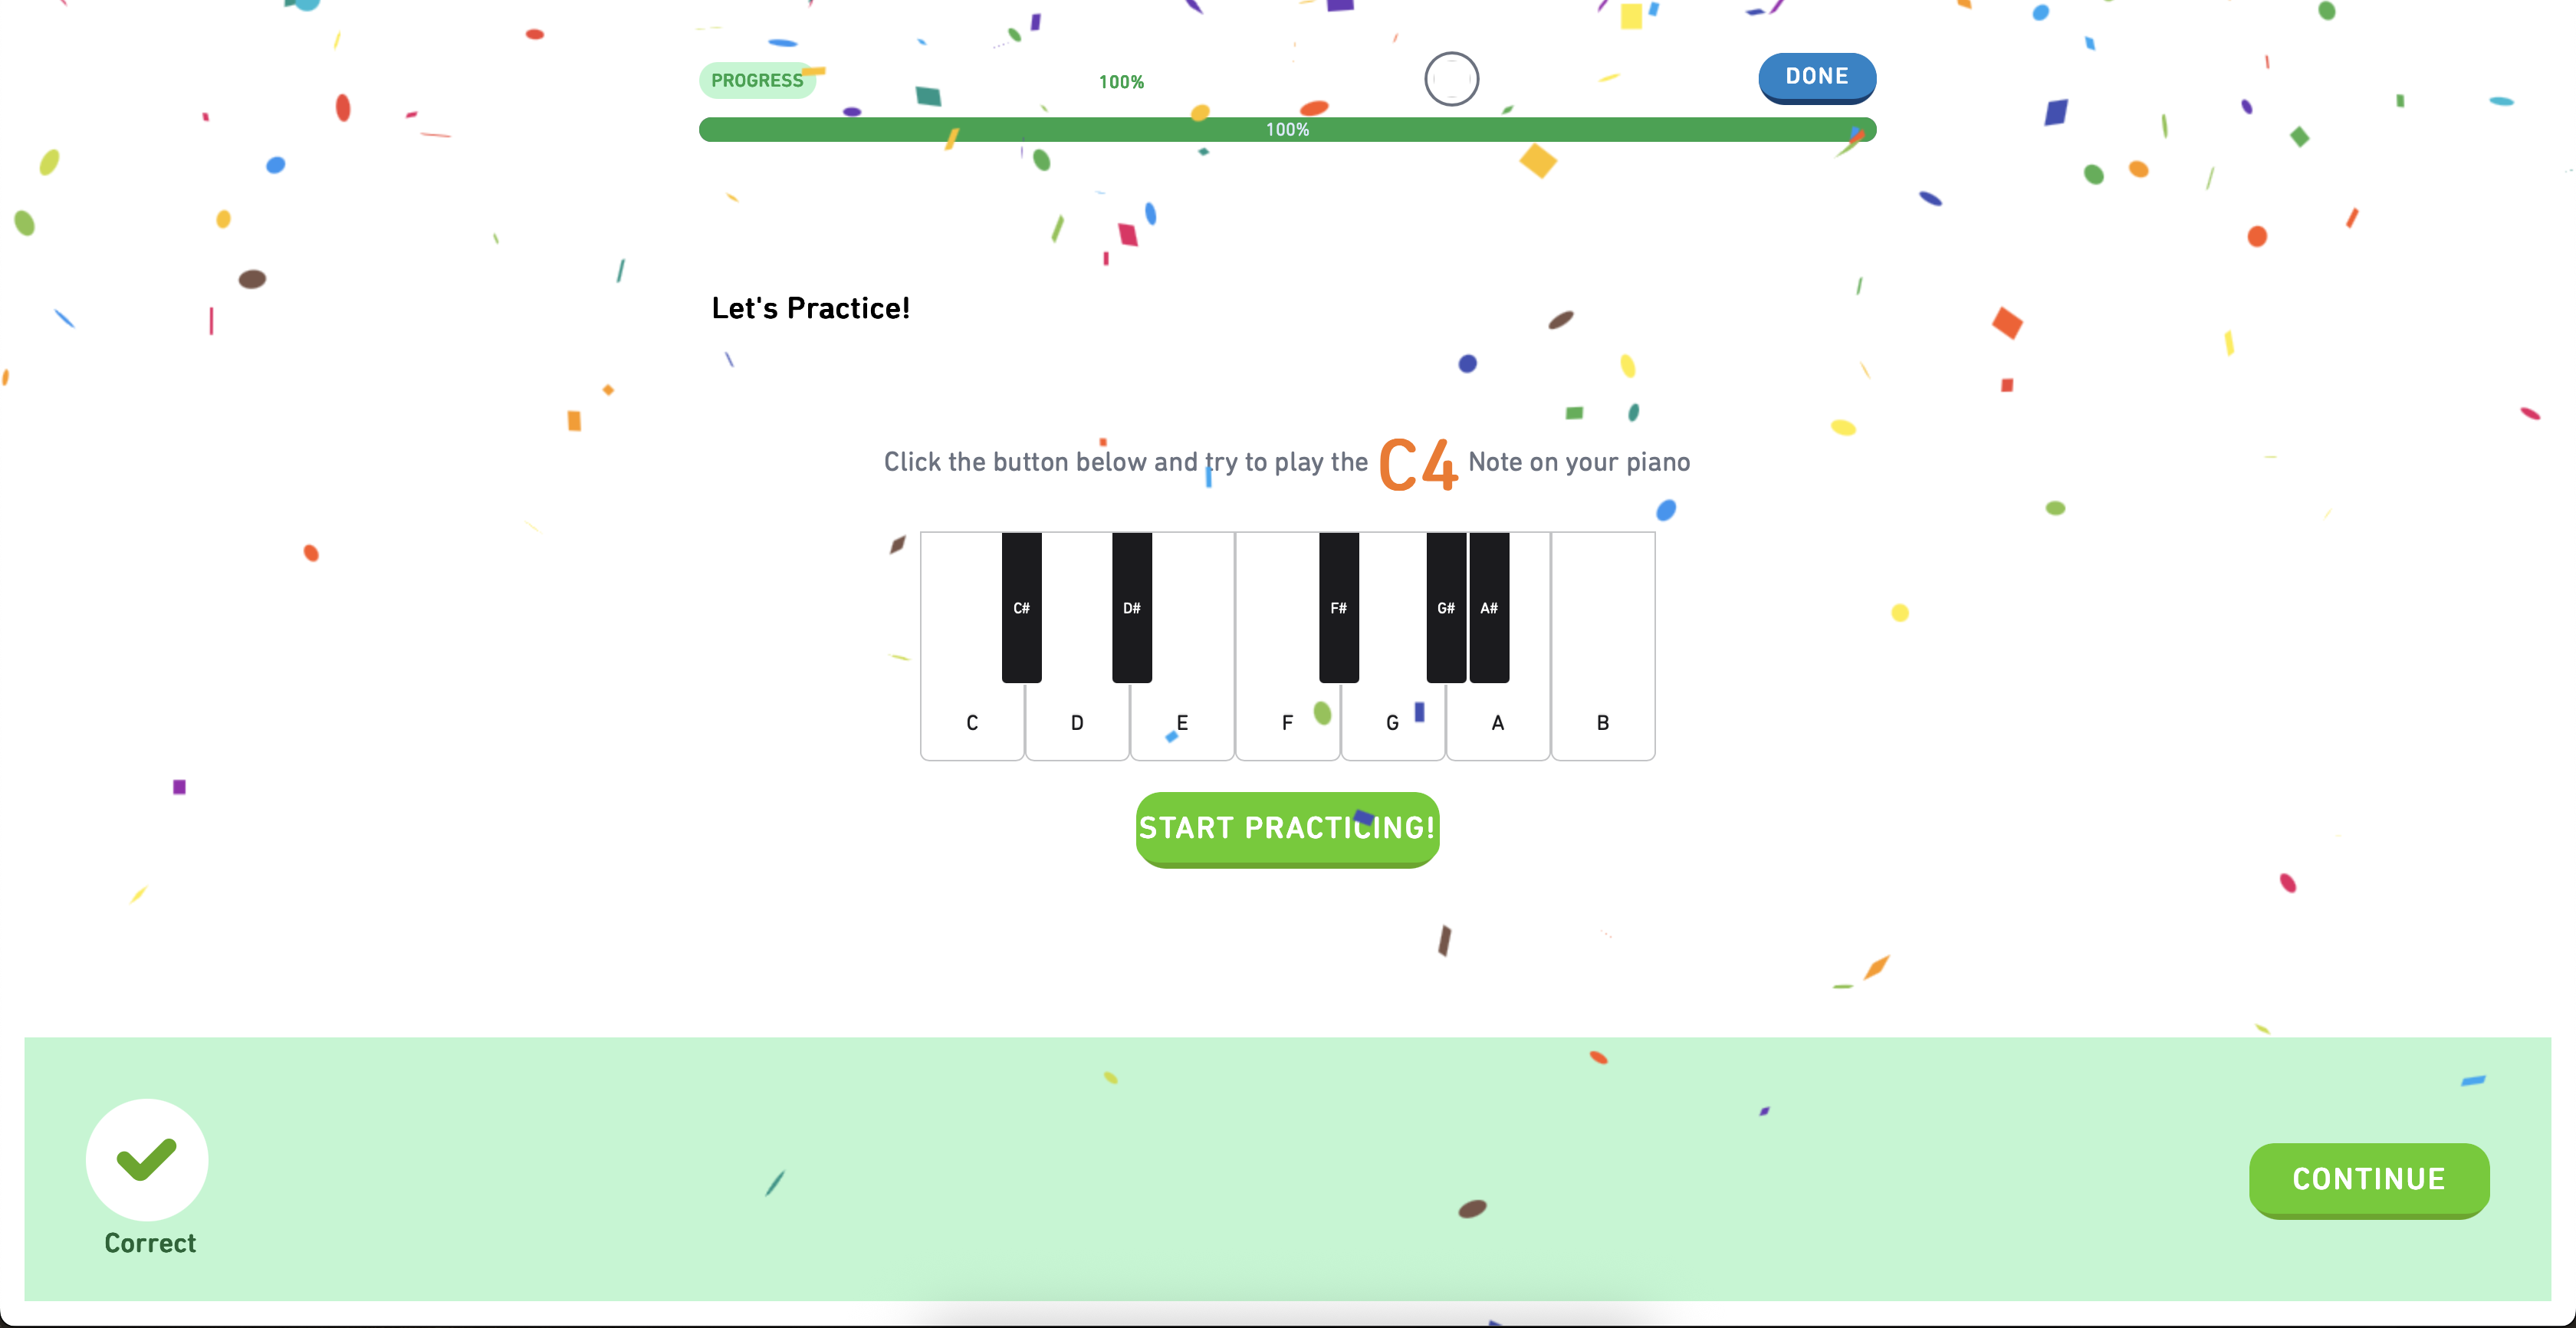 PROGRESS
100%
DONE
100%
Let's Practice!
Click the button below and try to play the C4 Note on your piano
C# D# F# G# A#
C D E F G A B
START PRACTICING!
Correct
CONTINUE